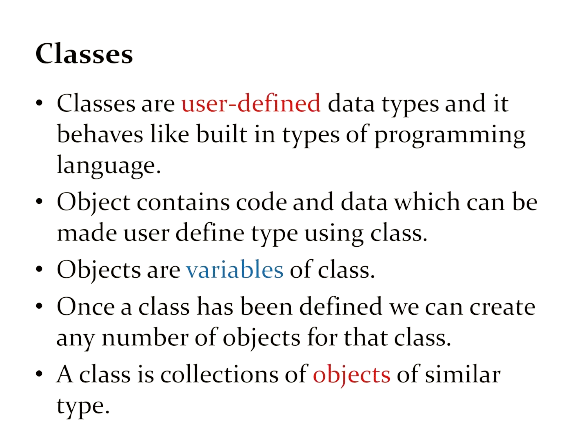 Classes
• Classes are user-defined data types and it
behaves like built in types of programming
language.
• Object contains code and data which can be
made user define type using class.
• Objects are variables of class.
• Once a class has been defined we can create
any number of objects for that class.
• A class is collections of objects of similar
type.